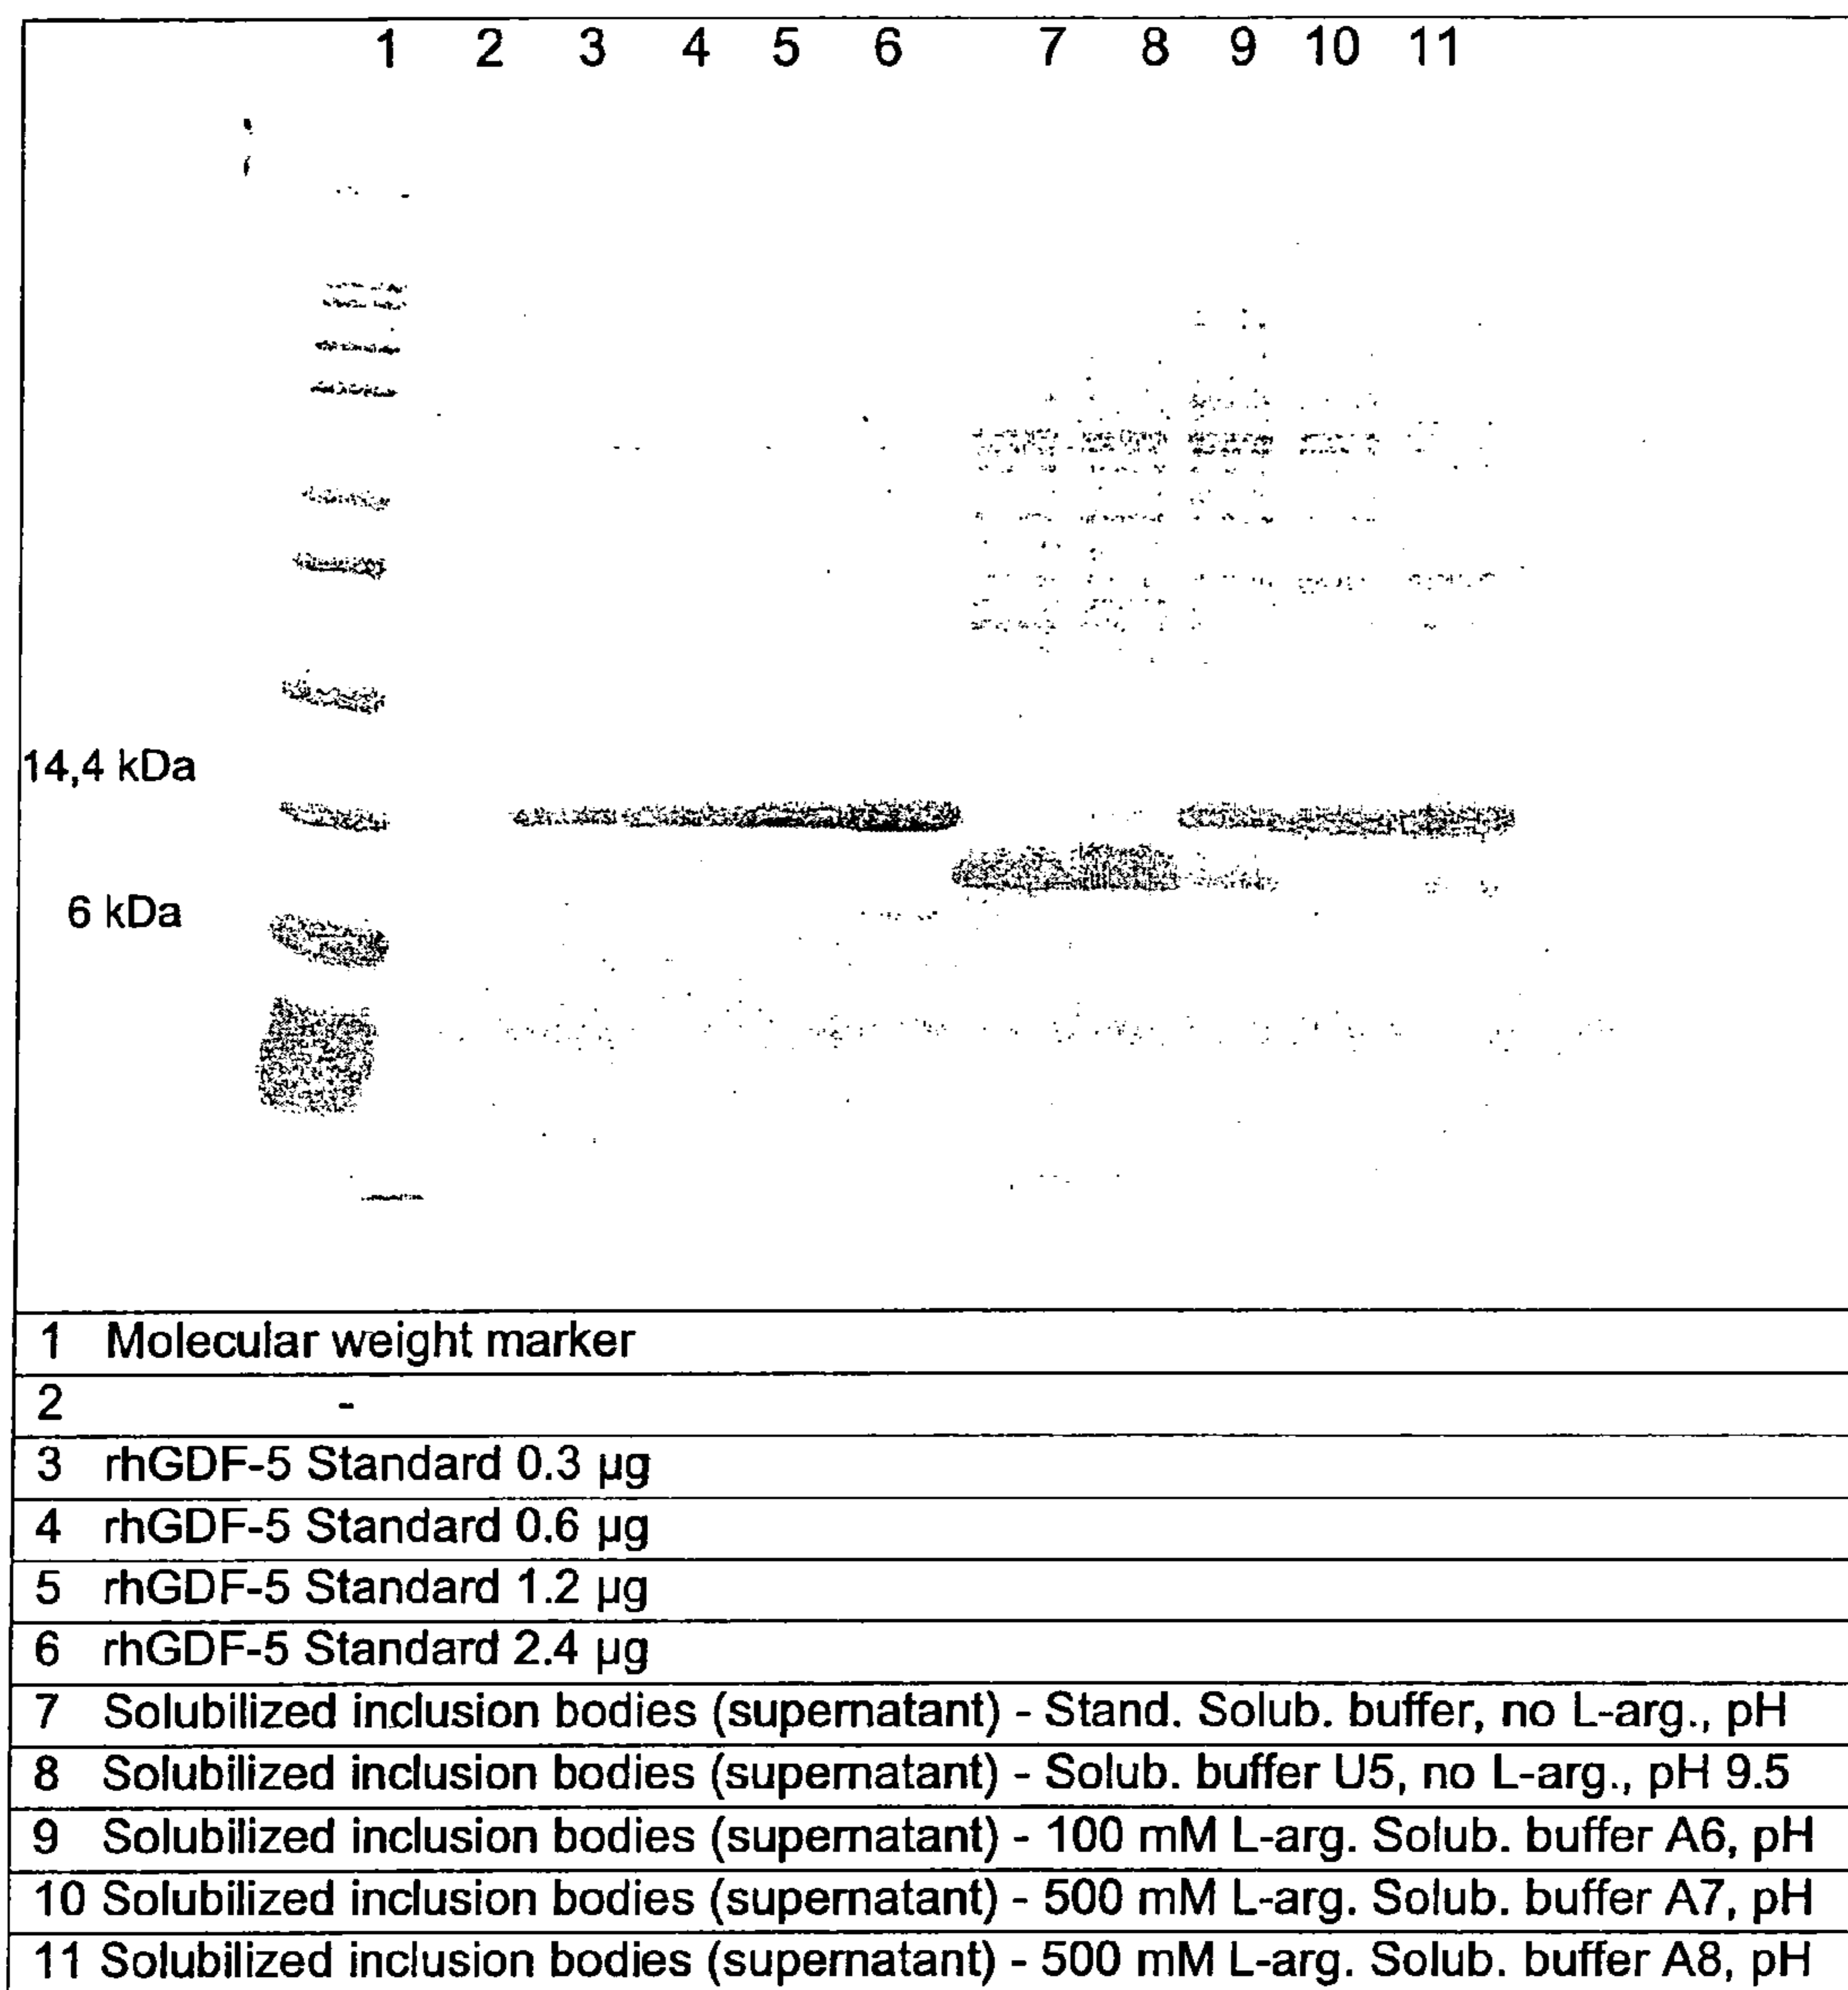 1 2 3 4 5 6 7 8 9 10 11
14,4 kDa
6 kDa
1 Molecular weight marker
2 -
3 rhGDF-5 Standard 0.3 µg
4 rhGDF-5 Standard 0.6 µg
5 rhGDF-5 Standard 1.2 µg
6 rhGDF-5 Standard 2.4 µg
7 Solubilized inclusion bodies (supernatant) - Stand. Solub. buffer, no L-arg., pH
8 Solubilized inclusion bodies (supernatant) - Solub. buffer U5, no L-arg., pH 9.5
9 Solubilized inclusion bodies (supernatant) - 100 mM L-arg. Solub. buffer A6, pH
10 Solubilized inclusion bodies (supernatant) - 500 mM L-arg. Solub. buffer A7, pH
11 Solubilized inclusion bodies (supernatant) - 500 mM L-arg. Solub. buffer A8, pH